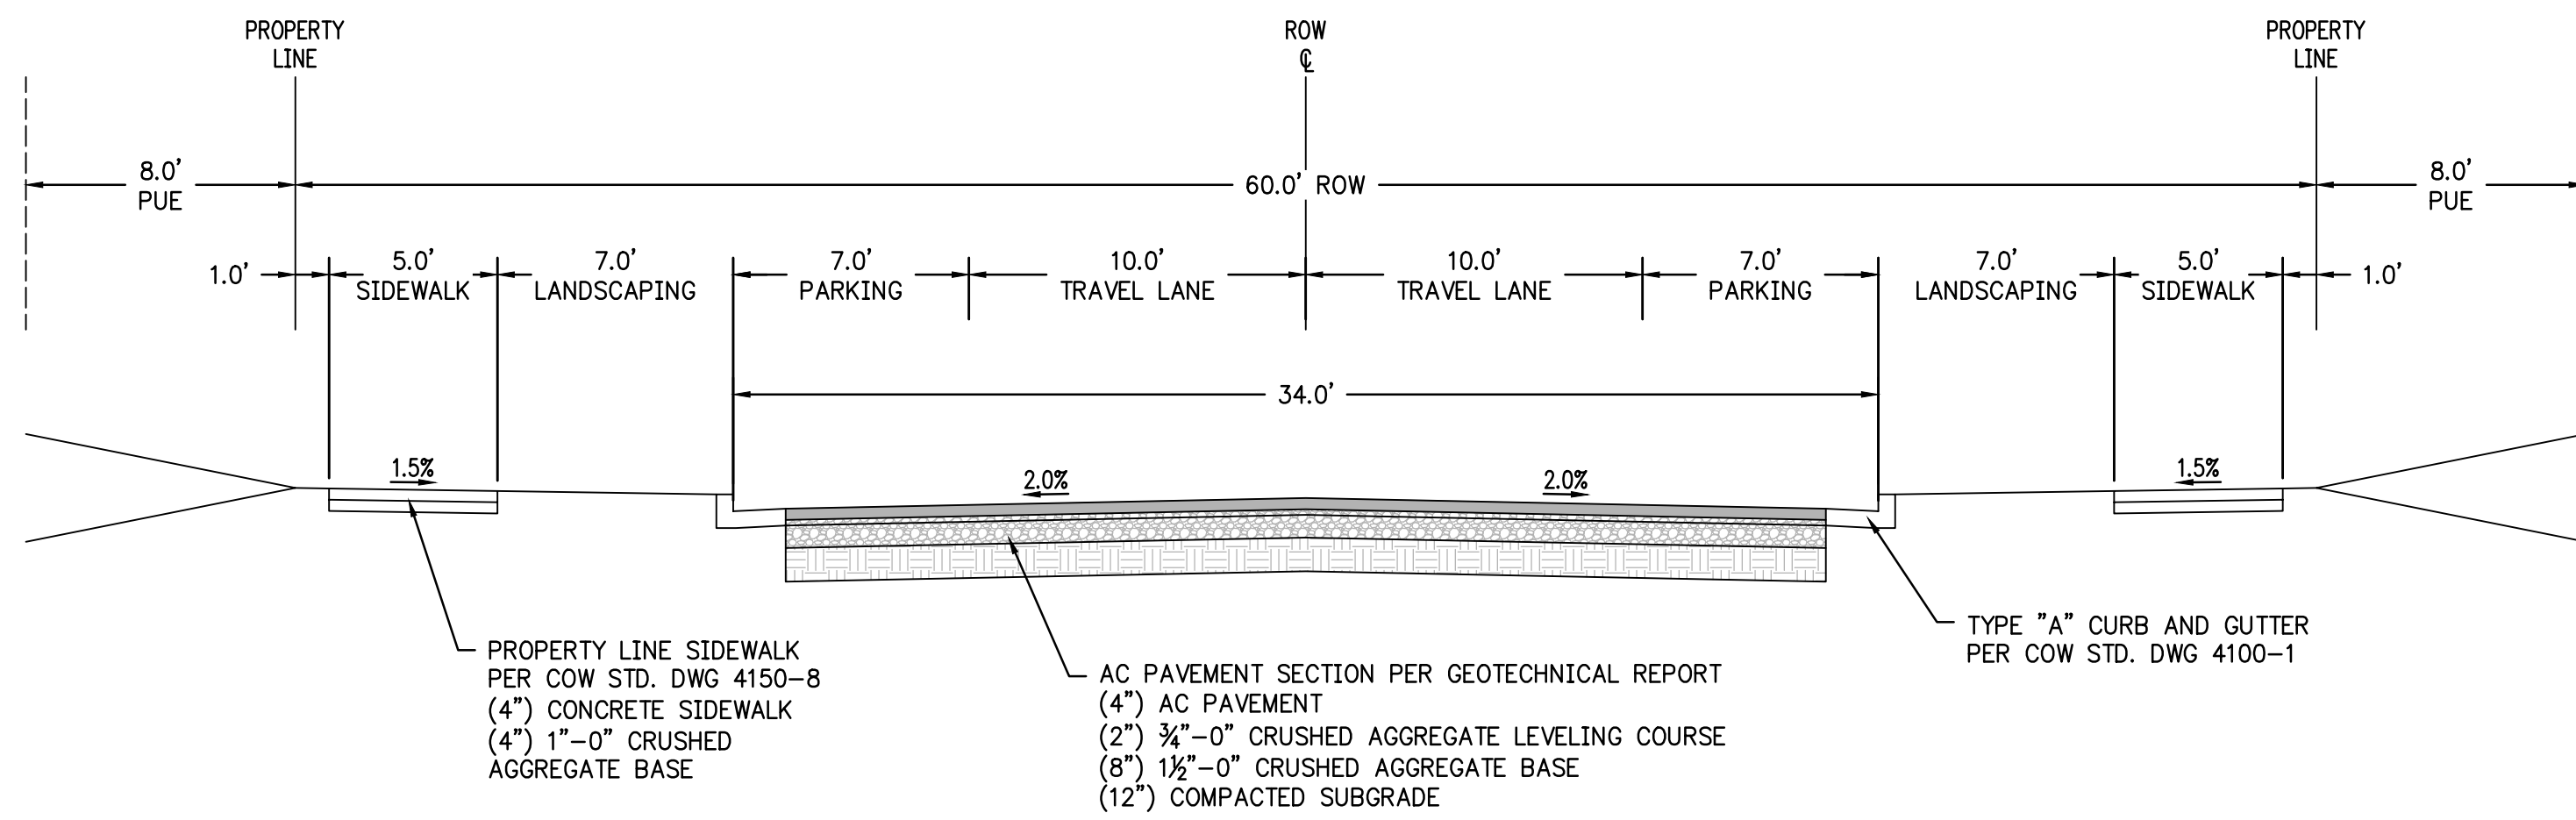 PROPERTY
LINE
ROW
℄
PROPERTY
LINE
8.0'
PUE
60.0' ROW
8.0'
PUE
1.0'
5.0'
SIDEWALK
7.0'
LANDSCAPING
7.0'
PARKING
10.0'
TRAVEL LANE
10.0'
TRAVEL LANE
7.0'
PARKING
7.0'
LANDSCAPING
5.0'
SIDEWALK
1.0'
34.0'
1.5%
2.0%
2.0%
1.5%
PROPERTY LINE SIDEWALK
PER COW STD. DWG 4150-8
(4") CONCRETE SIDEWALK
(4") 1"-0" CRUSHED
AGGREGATE BASE
AC PAVEMENT SECTION PER GEOTECHNICAL REPORT
(4") AC PAVEMENT
(2") ¾"-0" CRUSHED AGGREGATE LEVELING COURSE
(8") 1½"-0" CRUSHED AGGREGATE BASE
(12") COMPACTED SUBGRADE
TYPE "A" CURB AND GUTTER
PER COW STD. DWG 4100-1